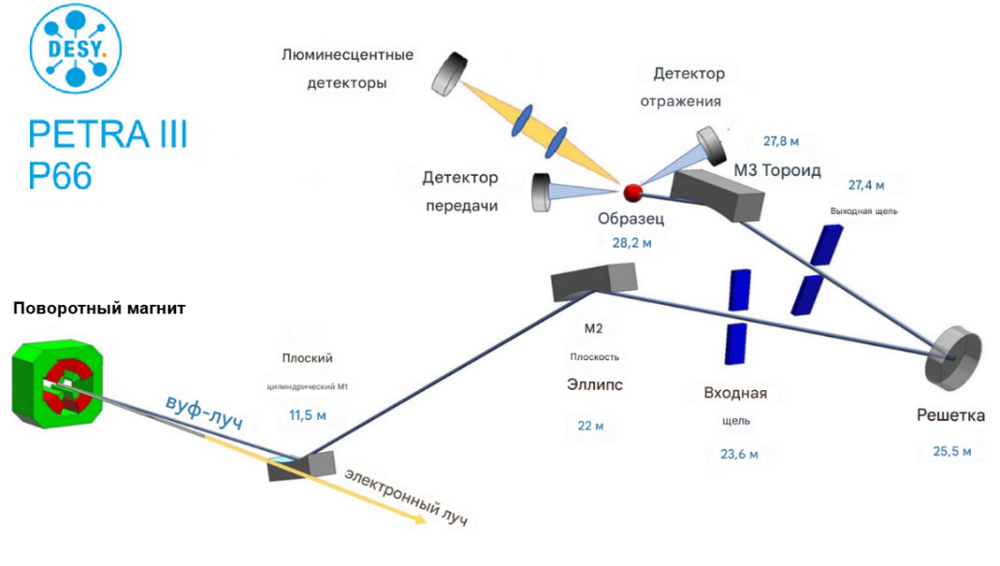 DESY.
PETRA III
P66
Люминесцентные
детекторы
Детектор
отражения
27,8 м
М3 Тороид
27,4 м
Выходная щель
Детектор
передачи
Образец
28,2 м
Поворотный магнит
вуф-луч
Плоский
цилиндрический М1
11,5 м
электронный луч
М2
Плоскость
Эллипс
22 м
Входная
щель
23,6 м
Решетка
25,5 м